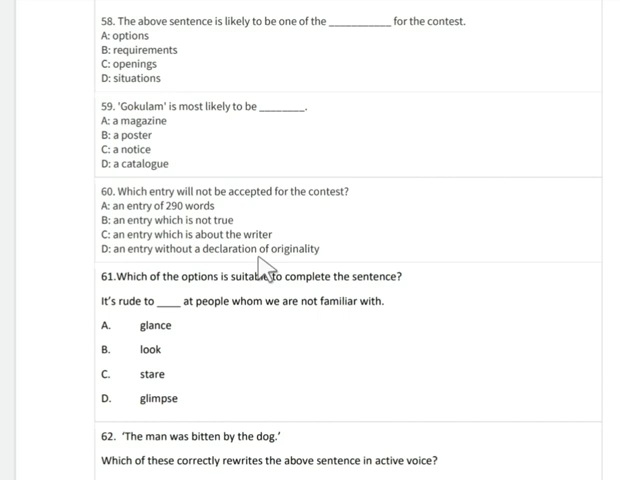 58. The above sentence is likely to be one of the ____________ for the contest.
A: options
B: requirements
C: openings
D: situations
59. 'Gokulam' is most likely to be _________.
A: a magazine
B: a poster
C: a notice
D: a catalogue
60. Which entry will not be accepted for the contest?
A: an entry of 290 words
B: an entry which is not true
C: an entry which is about the writer
D: an entry without a declaration of originality
61.Which of the options is suitable to complete the sentence?
It's rude to ____ at people whom we are not familiar with.
A. glance
B. look
C. stare
D. glimpse
62. 'The man was bitten by the dog.'
Which of these correctly rewrites the above sentence in active voice?